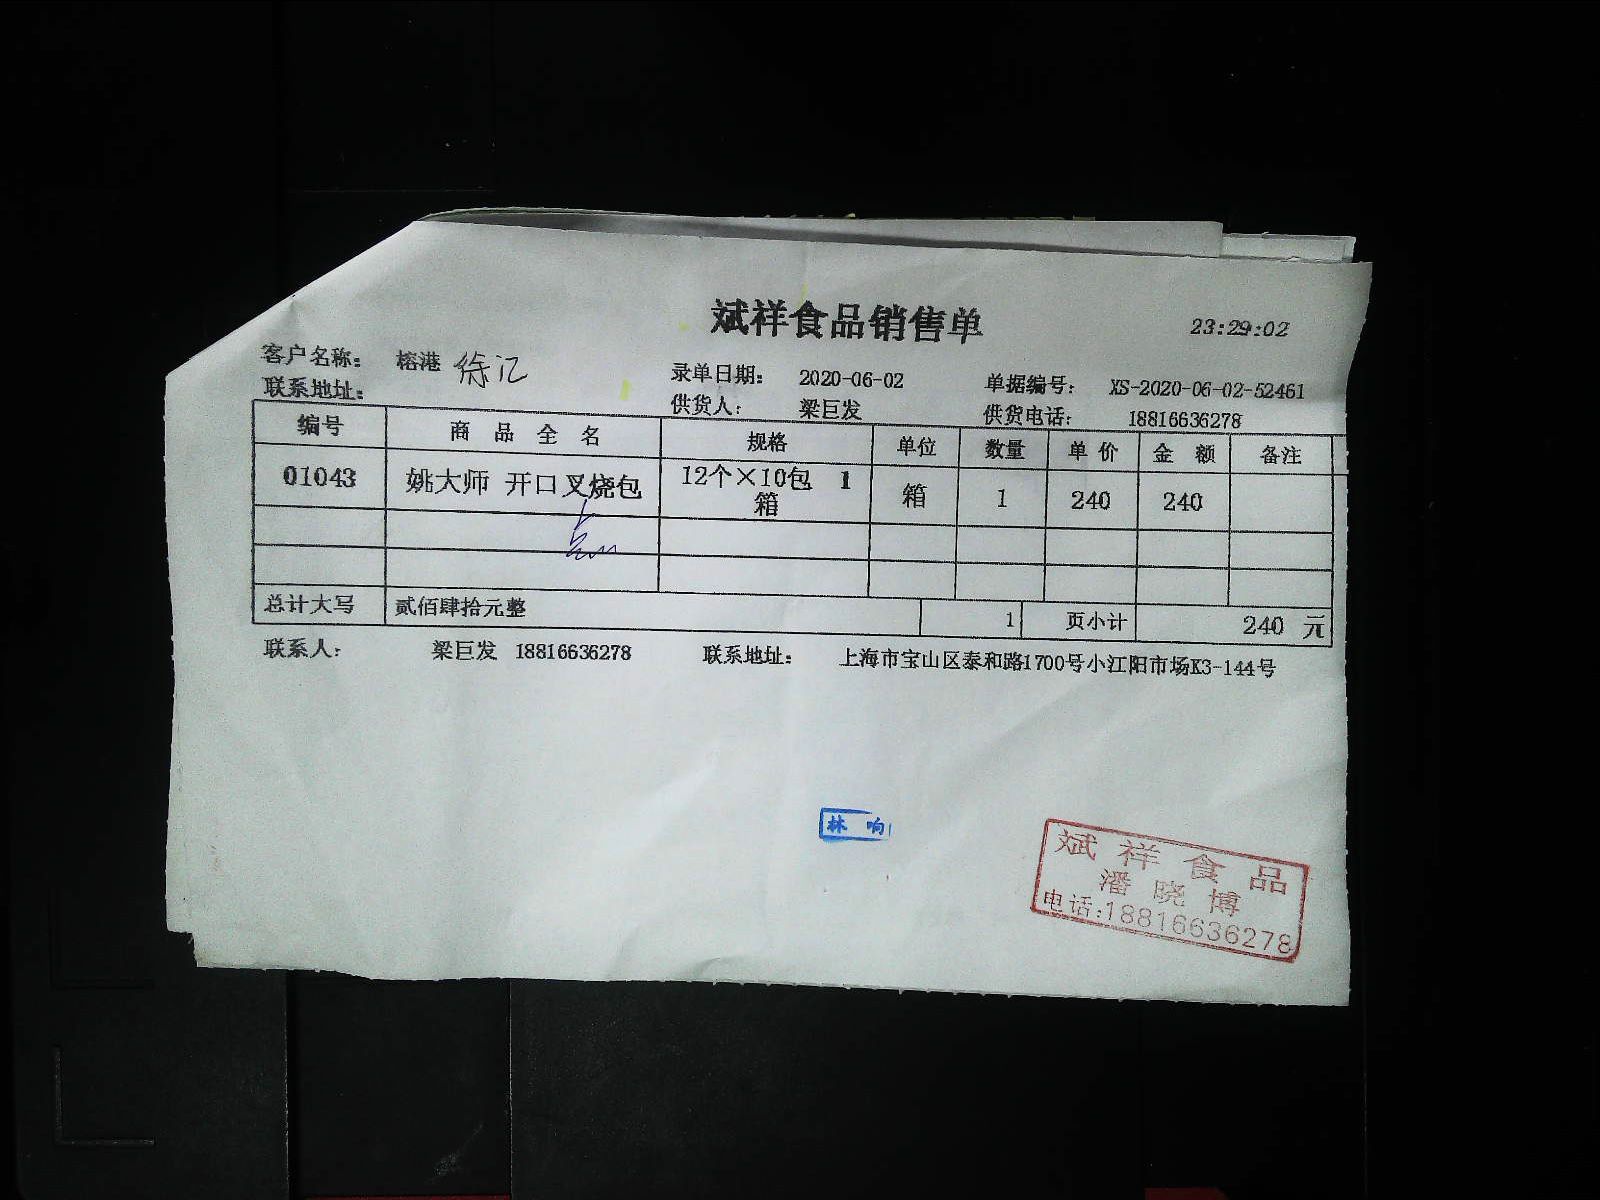 斌祥食品销售单 23:29:02
客户名称： 榕港 徐汇 录单日期： 2020-06-02 单据编号： XS-2020-06-02-52461
联系地址： 供货人： 梁巨发 供货电话： 18816636278
编号 商 品 全 名 规格 单位 数量 单 价 金 额 备注
01043 姚大师 开口叉烧包 12个×10包 1箱 箱 1 240 240
总计大写 贰佰肆拾元整 1 页小计 240 元
联系人： 梁巨发 18816636278 联系地址： 上海市宝山区泰和路1700号小江阳市场K3-144号
林 响
斌祥食品
潘晓博
电话:18816636278